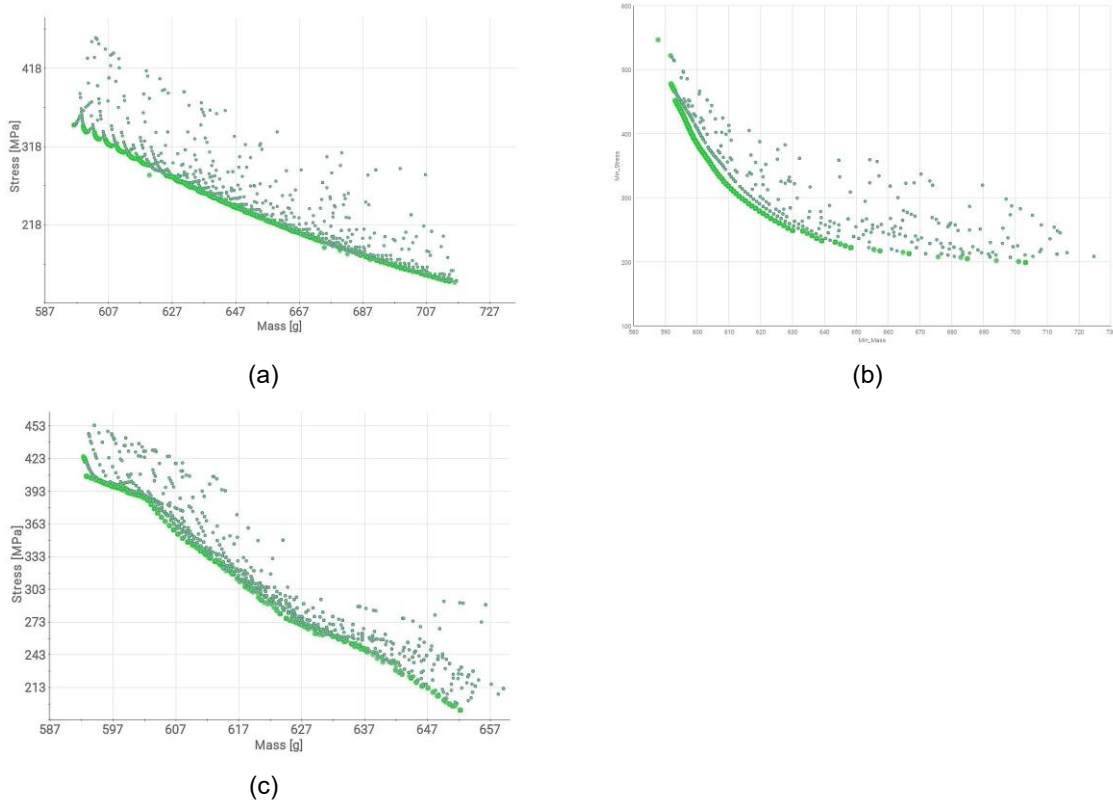 418
318
218
Stress [MPa]
587 607 627 647 667 687 707 727
Mass [g]
(a)
600
500
400
300
200
100
Min_Stress
580 590 600 610 620 630 640 650 660 670 680 690 700 710 720 730
Min_Mass
(b)
453
423
393
363
333
303
273
243
213
Stress [MPa]
587 597 607 617 627 637 647 657
Mass [g]
(c)